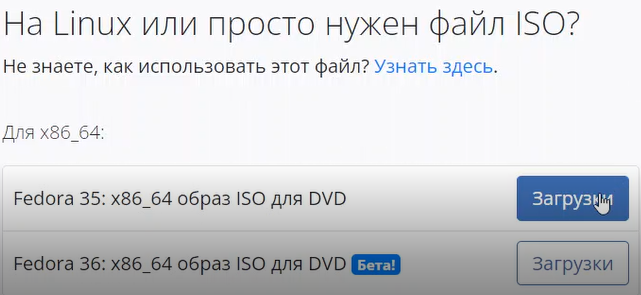 На Linux или просто нужен файл ISO?
Не знаете, как использовать этот файл? Узнать здесь.
Для x86_64:
Fedora 35: x86_64 образ ISO для DVD Загрузки
Fedora 36: x86_64 образ ISO для DVD Бета! Загрузки